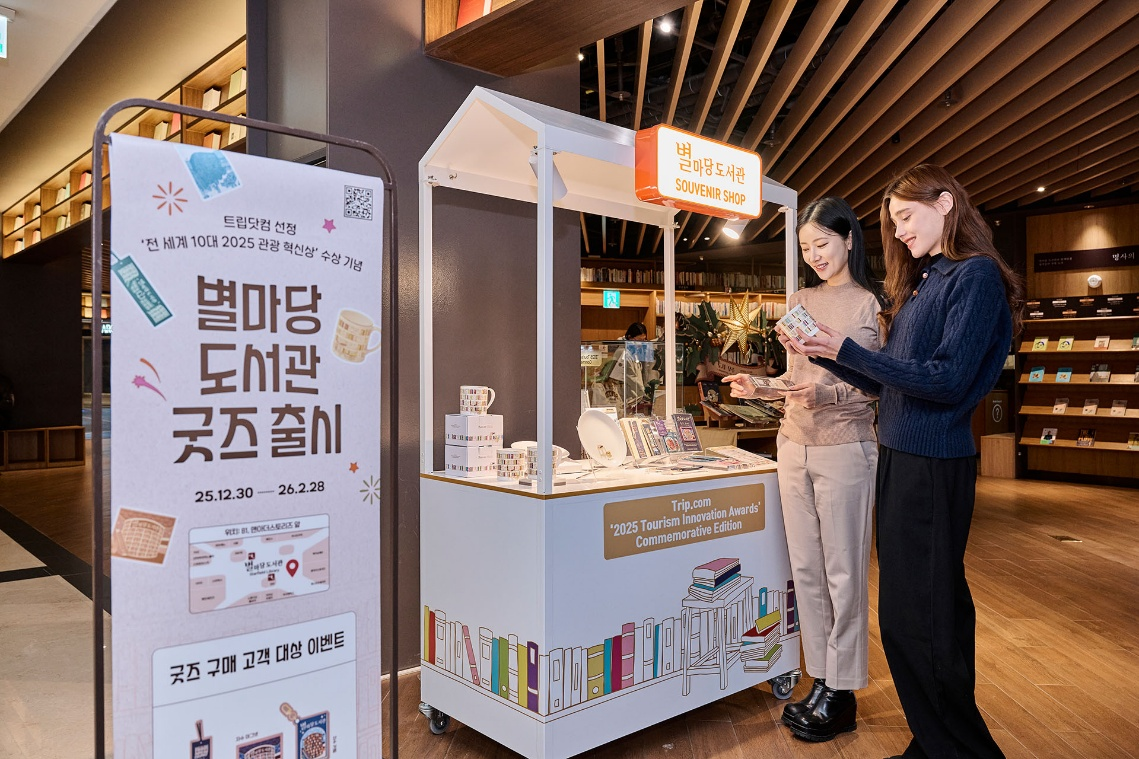 트립닷컴 선정
'전 세계 10대 2025 관광 혁신상' 수상 기념
별마당
도서관
굿즈 출시
25.12.30 — 26.2.28
별마당도서관
굿즈 구매 고객 대상 이벤트
별마당도서관
SOUVENIR SHOP
Trip.com
'2025 Tourism Innovation Awards'
Commemorative Edition
명사의